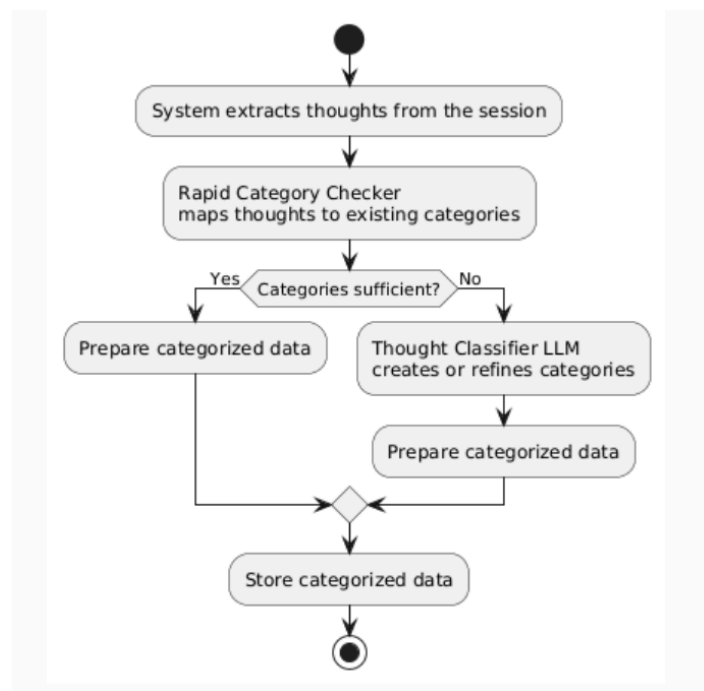 System extracts thoughts from the session
Rapid Category Checker
maps thoughts to existing categories
Yes
Categories sufficient?
No
Prepare categorized data
Thought Classifier LLM
creates or refines categories
Prepare categorized data
Store categorized data